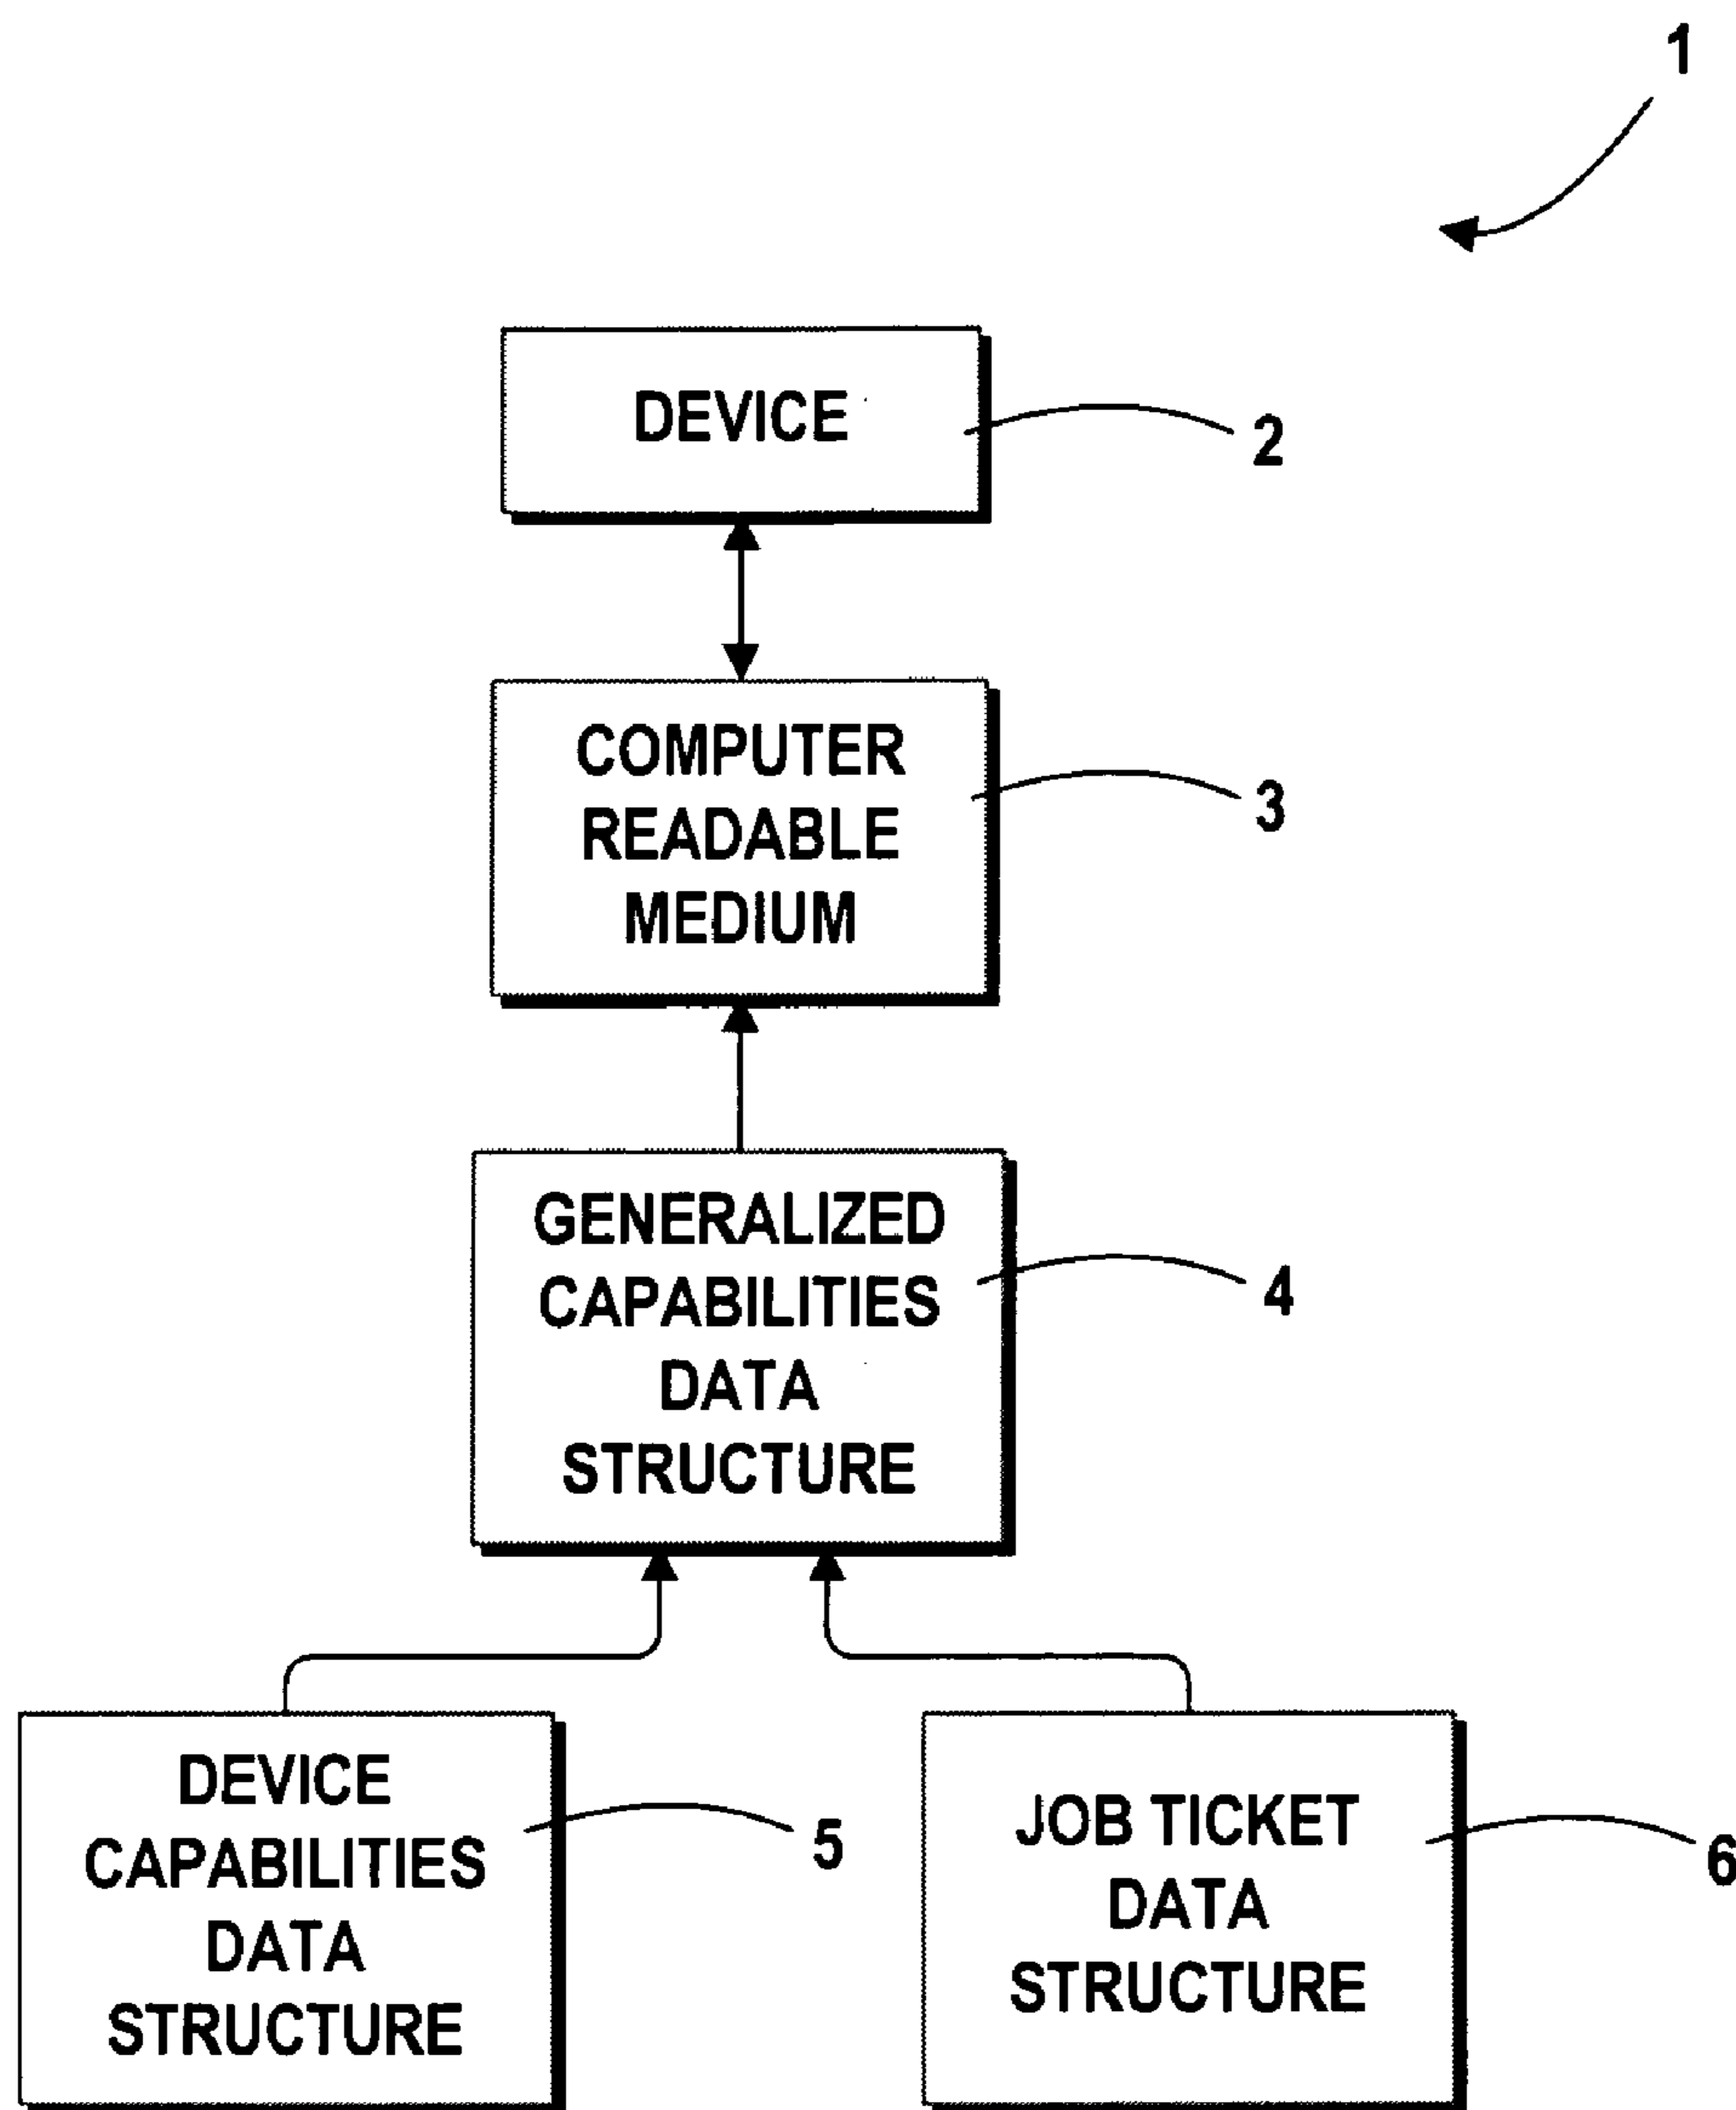 1
DEVICE
2
COMPUTER
READABLE
MEDIUM
3
GENERALIZED
CAPABILITIES
DATA
STRUCTURE
4
DEVICE
CAPABILITIES
DATA
STRUCTURE
5
JOB TICKET
DATA
STRUCTURE
6